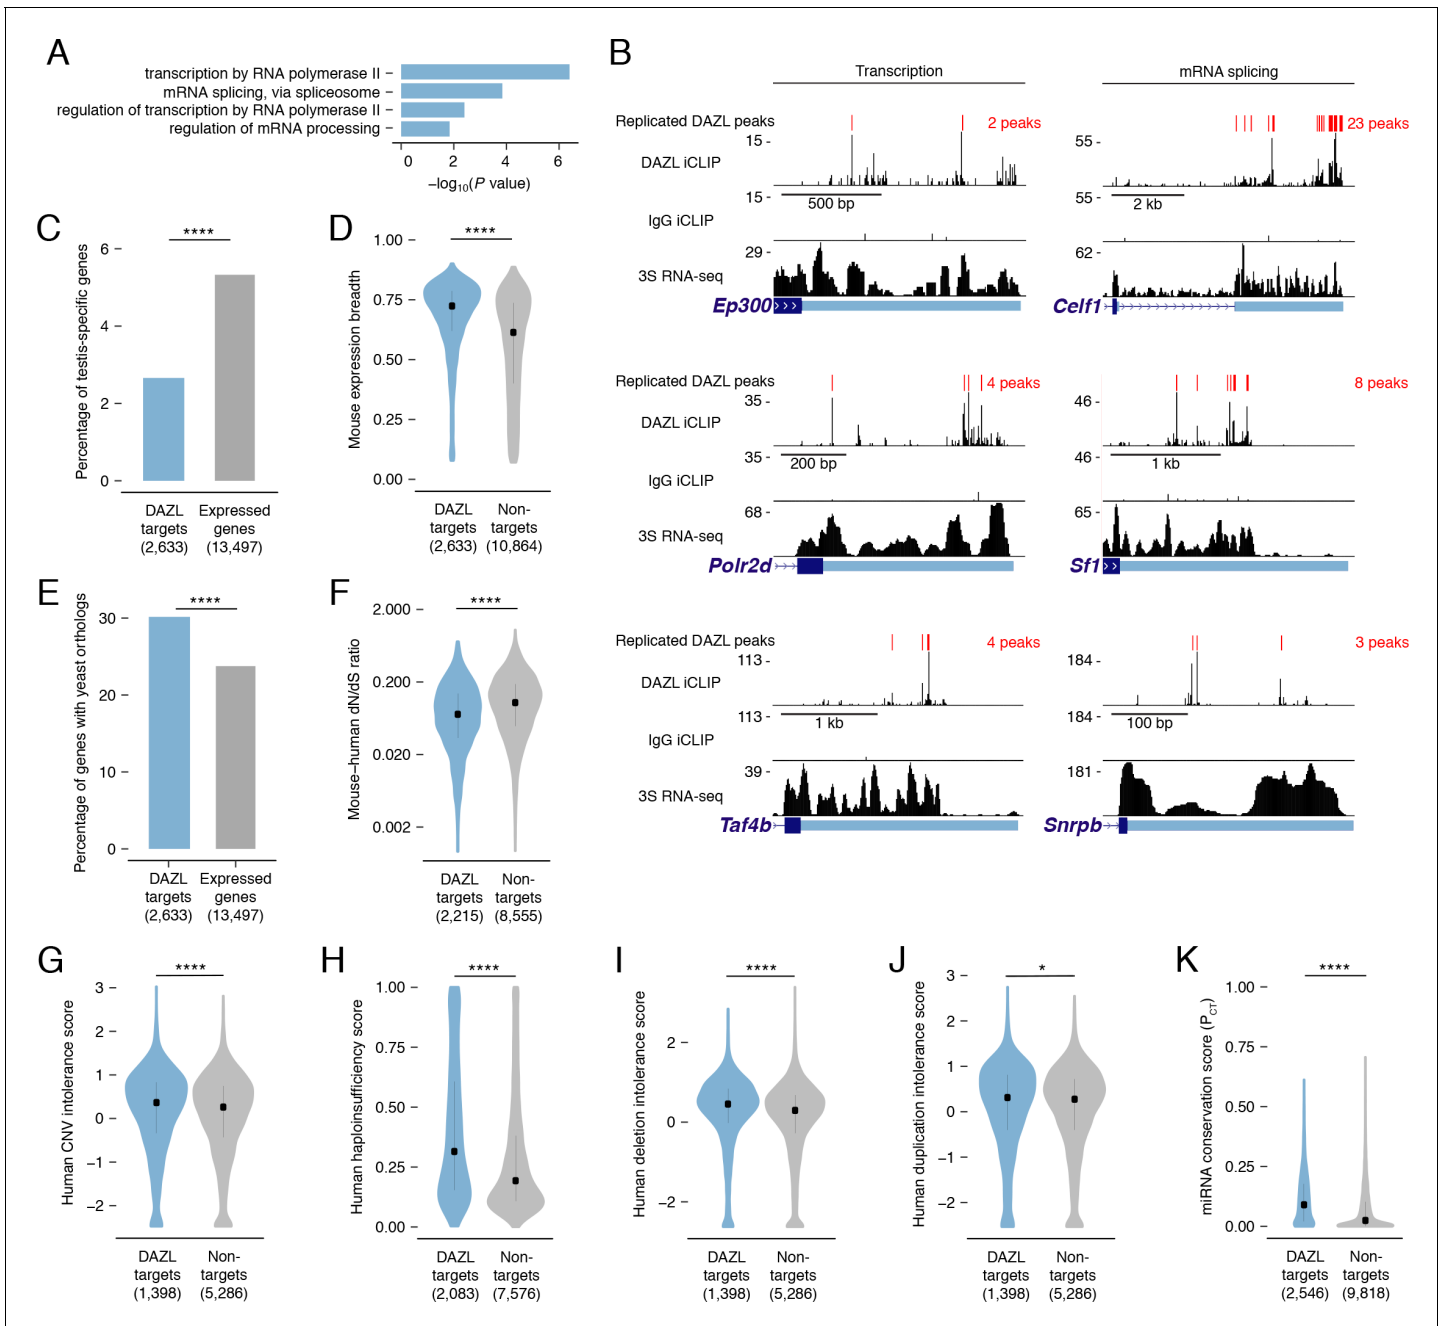 A
transcription by RNA polymerase II
mRNA splicing, via spliceosome
regulation of transcription by RNA polymerase II
regulation of mRNA processing
0 2 4 6
−log10(P value)
B
Transcription
mRNA splicing
Replicated DAZL peaks
2 peaks
23 peaks
15
55
DAZL iCLIP
15
500 bp
55
2 kb
IgG iCLIP
29
62
3S RNA-seq
Ep300
Celf1
Replicated DAZL peaks
4 peaks
8 peaks
35
46
DAZL iCLIP
35
200 bp
46
1 kb
IgG iCLIP
68
65
3S RNA-seq
Polr2d
Sf1
Replicated DAZL peaks
4 peaks
3 peaks
113
184
DAZL iCLIP
113
1 kb
184
100 bp
IgG iCLIP
39
181
3S RNA-seq
Taf4b
Snrpb
C
Percentage of testis-specific genes
****
6
4
2
0
DAZL targets (2,633)
Expressed genes (13,497)
D
Mouse expression breadth
****
1.00
0.75
0.50
0.25
0.00
DAZL targets (2,633)
Non-targets (10,864)
E
Percentage of genes with yeast orthologs
****
30
20
10
0
DAZL targets (2,633)
Expressed genes (13,497)
F
Mouse−human dN/dS ratio
****
2.000
0.200
0.020
0.002
DAZL targets (2,215)
Non-targets (8,555)
G
Human CNV intolerance score
****
3
2
1
0
−1
−2
DAZL targets (1,398)
Non-targets (5,286)
H
Human haploinsufficiency score
****
1.00
0.75
0.50
0.25
0.00
DAZL targets (2,083)
Non-targets (7,576)
I
Human deletion intolerance score
****
2
0
−2
DAZL targets (1,398)
Non-targets (5,286)
J
Human duplication intolerance score
*
3
2
1
0
−1
−2
DAZL targets (1,398)
Non-targets (5,286)
K
miRNA conservation score (PCT)
****
1.00
0.75
0.50
0.25
0.00
DAZL targets (2,546)
Non-targets (9,818)